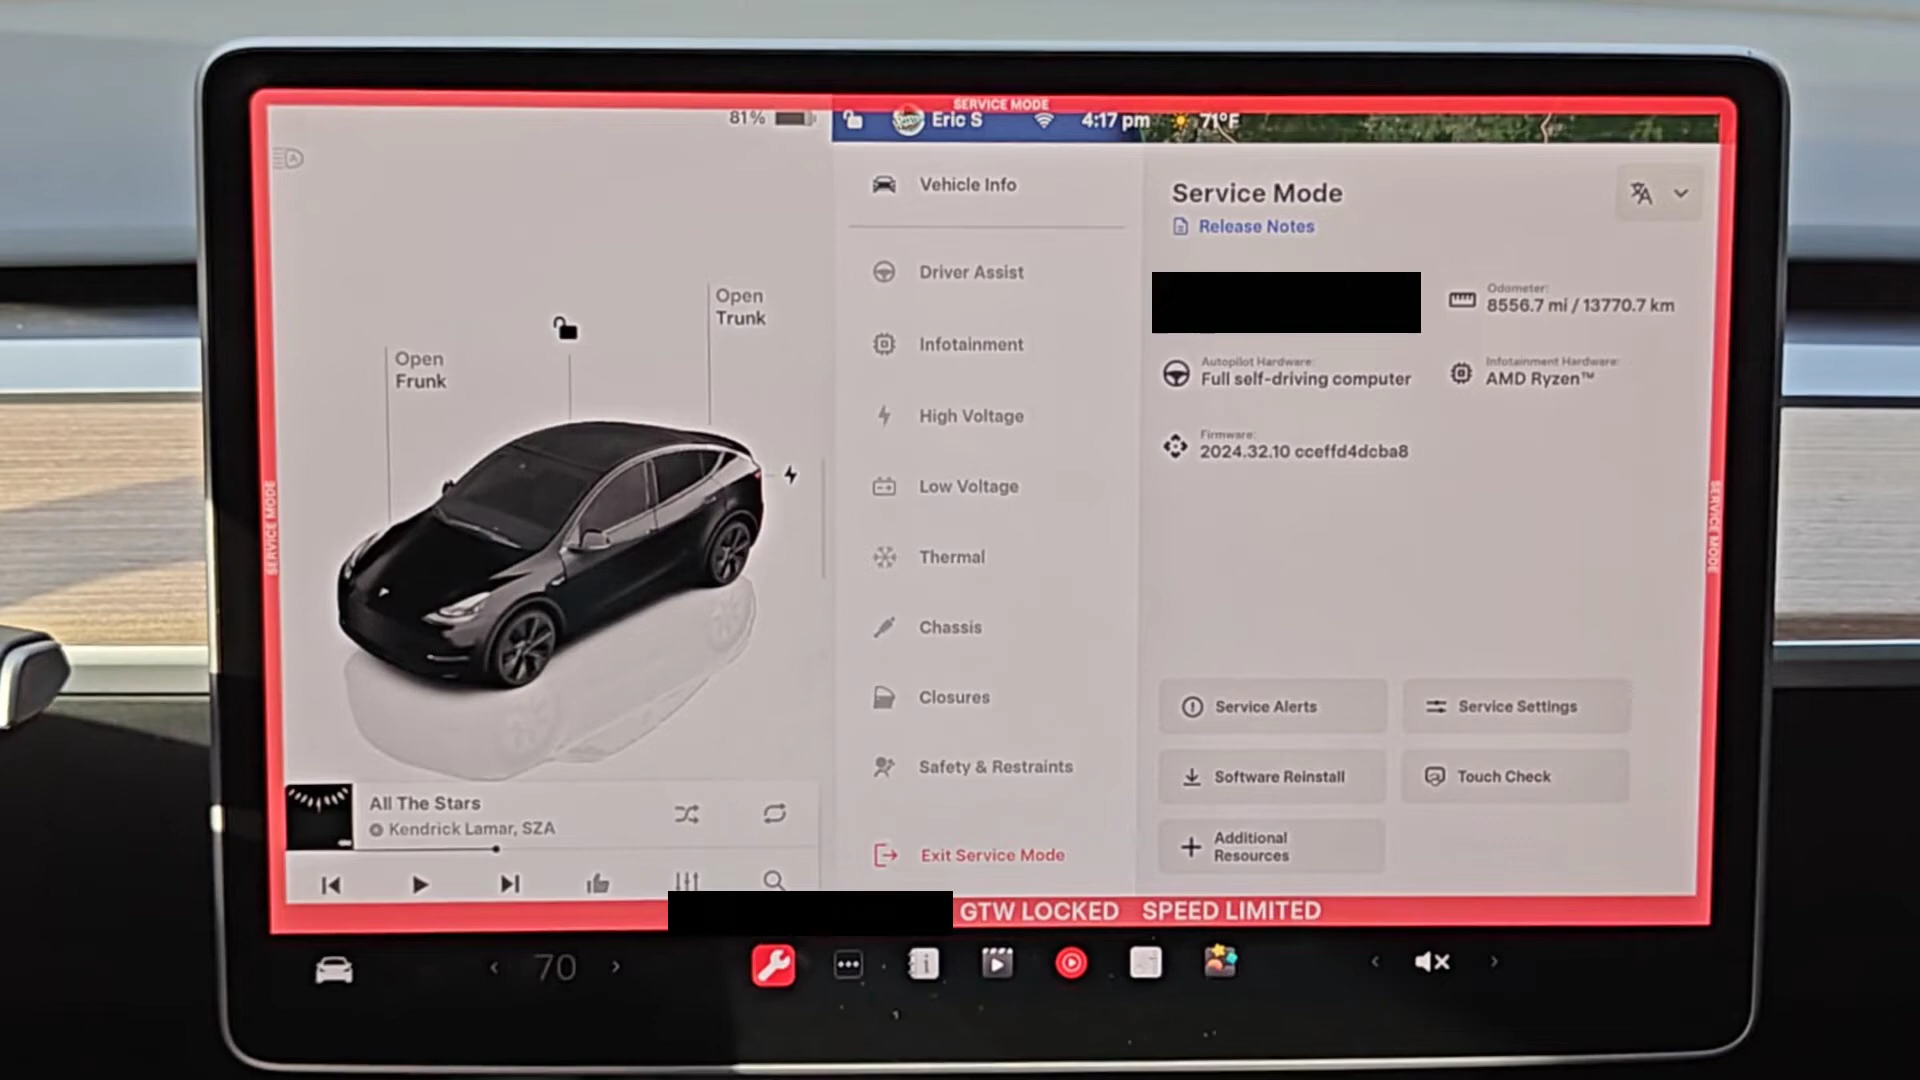 SERVICE MODE
81%
Eric S
4:17 pm
71°F
Open
Frunk
Open
Trunk
All The Stars
Kendrick Lamar, SZA
Vehicle Info
Driver Assist
Infotainment
High Voltage
Low Voltage
Thermal
Chassis
Closures
Safety & Restraints
Exit Service Mode
Service Mode
Release Notes
Odometer:
8556.7 mi / 13770.7 km
Autopilot Hardware:
Full self-driving computer
Infotainment Hardware:
AMD Ryzen™
Firmware:
2024.32.10 cceffd4dcba8
Service Alerts
Service Settings
Software Reinstall
Touch Check
Additional
Resources
SERVICE MODE
SERVICE MODE
GTW LOCKED SPEED LIMITED
70